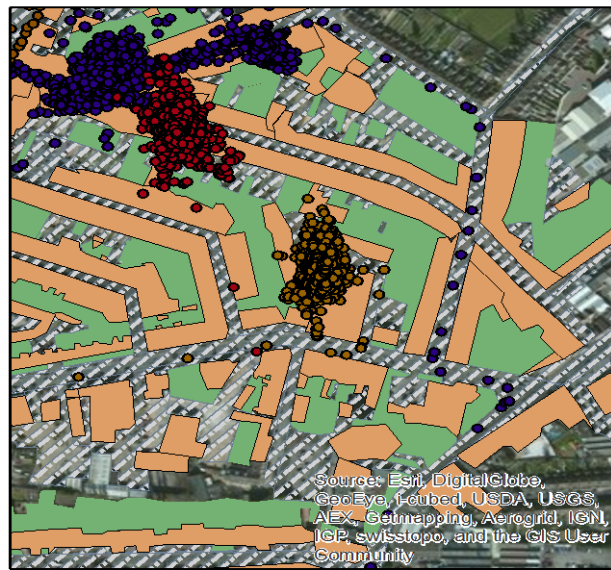 Source: Esri, DigitalGlobe,
GeoEye, i-cubed, USDA, USGS,
AEX, Getmapping, Aerogrid, IGN,
IGP, swisstopo, and the GIS User
Community